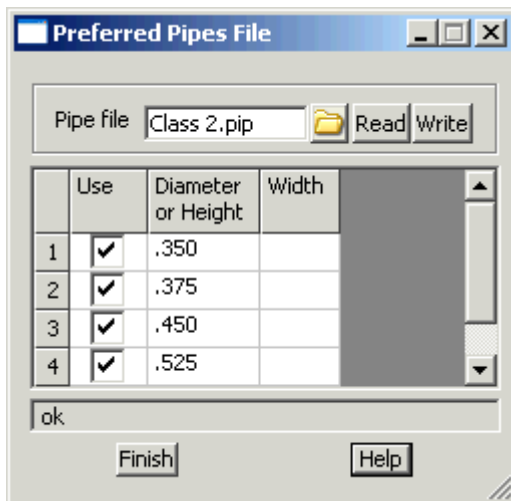 Preferred Pipes File
Pipe file Class 2.pip Read Write
Use Diameter or Height Width
1 .350
2 .375
3 .450
4 .525
ok
Finish Help